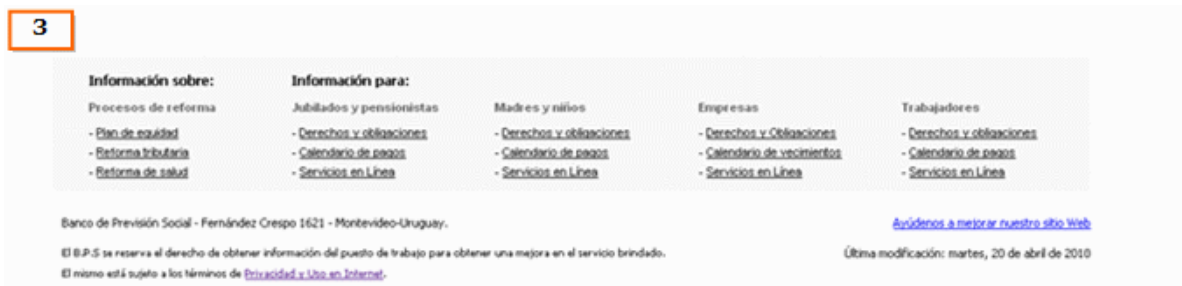 3
Información sobre: Información para:
Procesos de reforma Jubilados y pensionistas Madres y niños Empresas Trabajadores
- Plan de equidad - Derechos y obligaciones - Derechos y obligaciones - Derechos y Obligaciones - Derechos y obligaciones
- Reforma tributaria - Calendario de pagos - Calendario de pagos - Calendario de vecimientos - Calendario de pagos
- Reforma de salud - Servicios en Línea - Servicios en Línea - Servicios en Línea - Servicios en Línea
Banco de Previsión Social - Fernández Crespo 1621 - Montevideo-Uruguay. Ayúdenos a mejorar nuestro sitio Web
El B.P.S se reserva el derecho de obtener información del puesto de trabajo para obtener una mejora en el servicio brindado. Última modificación: martes, 20 de abril de 2010
El mismo está sujeto a los términos de Privacidad y Uso en Internet.